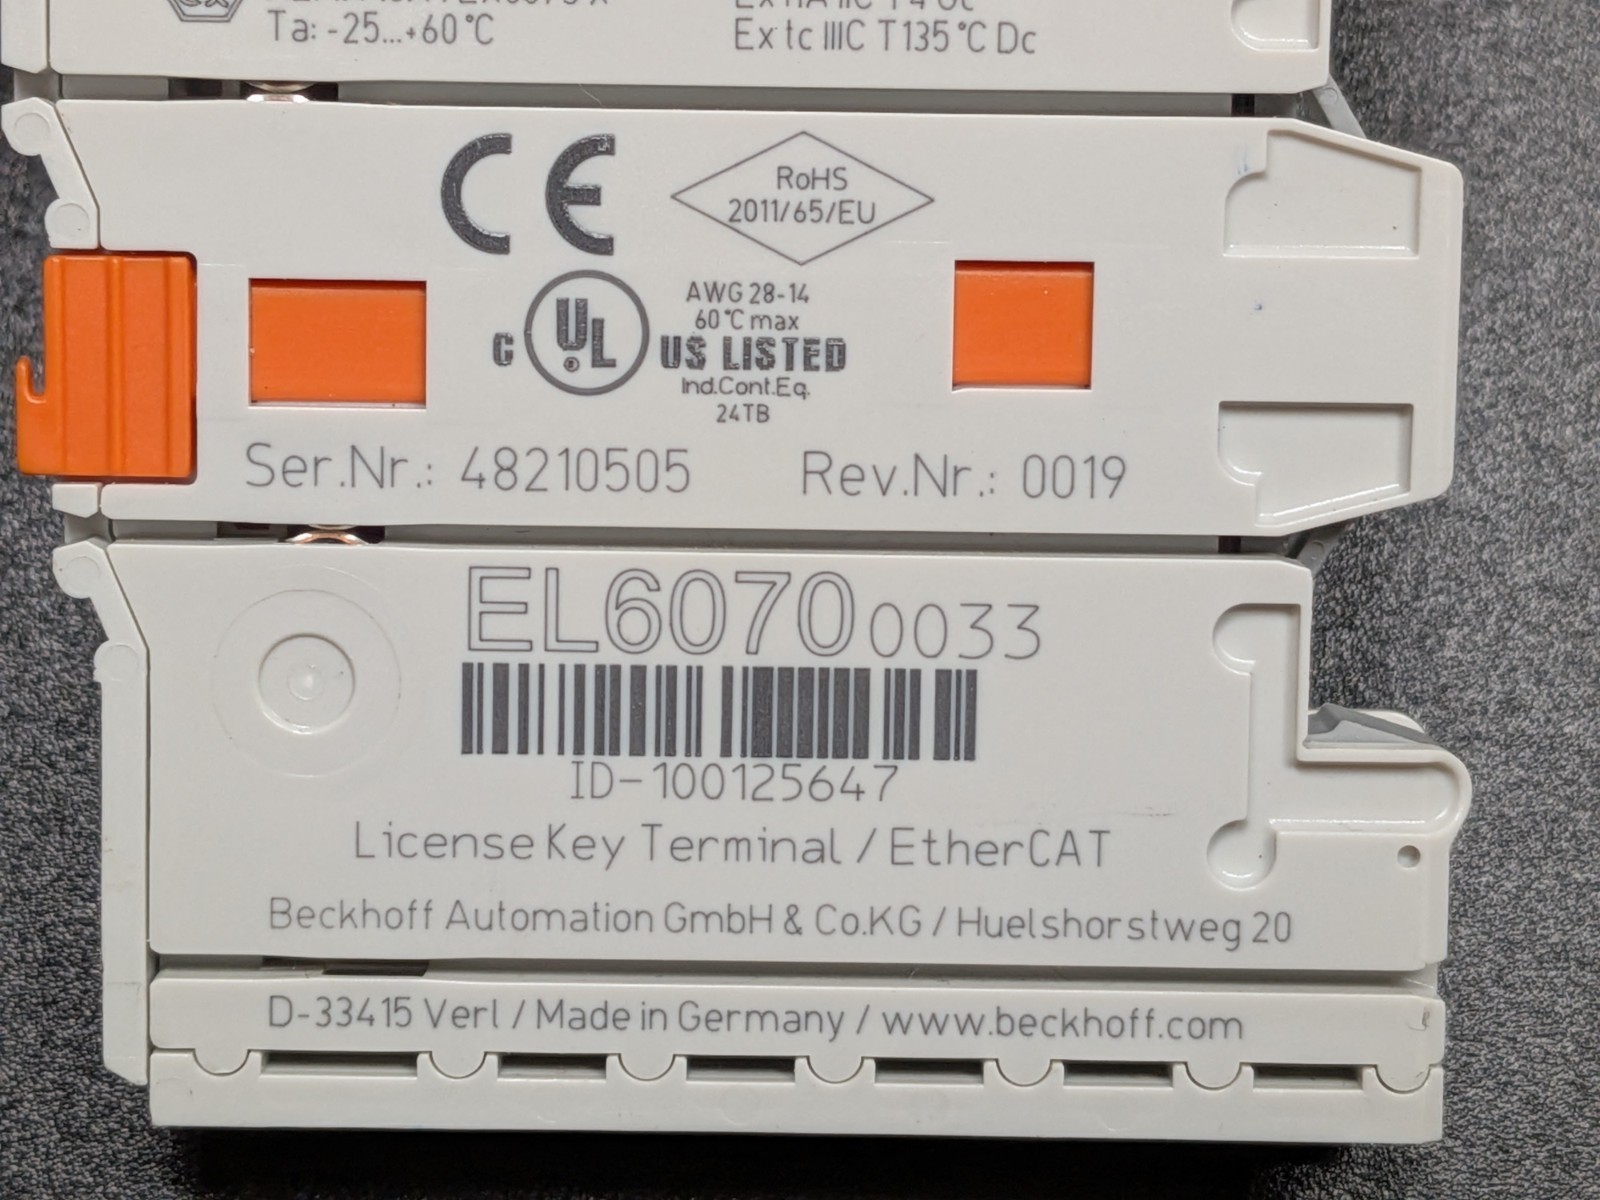 Ta: -25...+60°C
Ex tc IIIC T135°C Dc
CE
RoHS
2011/65/EU
AWG 28-14
60°C max
C UL US LISTED
Ind.Cont.Eq.
24TB
Ser.Nr.: 48210505 Rev.Nr.: 0019
EL6070 0033
ID-100125647
License Key Terminal / EtherCAT
Beckhoff Automation GmbH & Co.KG / Huelshorstweg 20
D-33415 Verl / Made in Germany / www.beckhoff.com